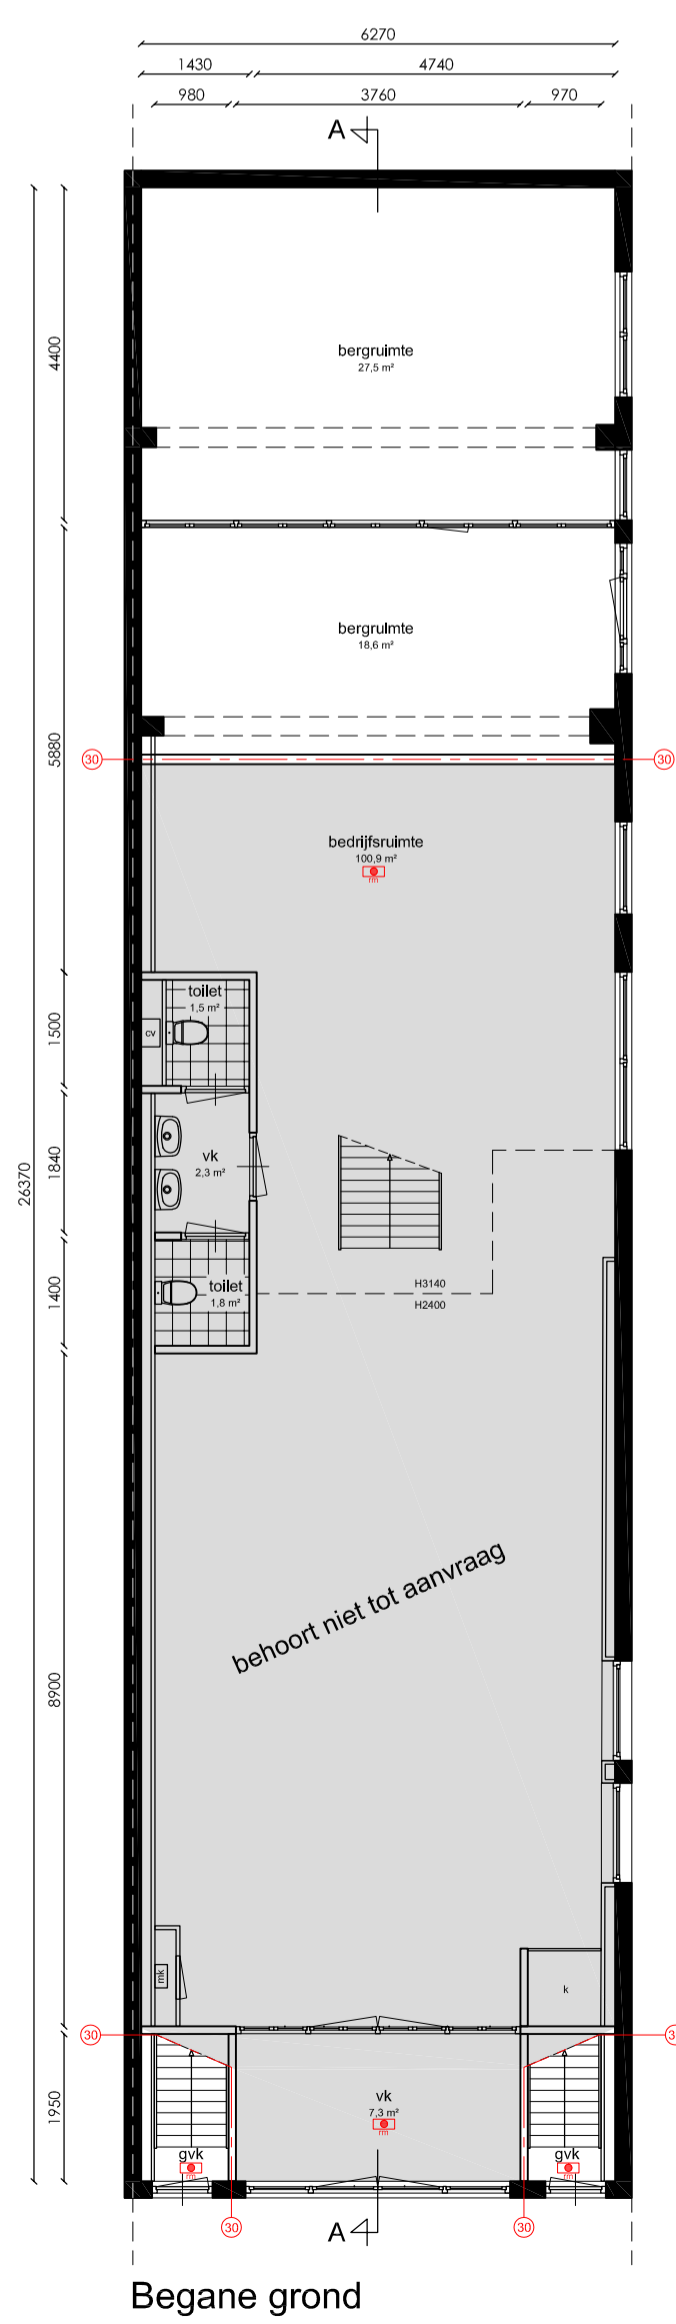 6270
1430 4740
980 3760 970
A
4400
bergruimte
27,5 m²
bergruimte
18,6 m²
5880
30 30
bedrijfsruimte
100,9 m²
rm
1500
toilet
1,5 m²
cv
26370
1840
vk
2,3 m²
1400
toilet
1,8 m²
H3140
H2400
behoort niet tot aanvraag
8900
mk
k
30 3
1950
vk
7,3 m²
rm
gvk
rm
gvk
rm
30 30
A
Begane grond